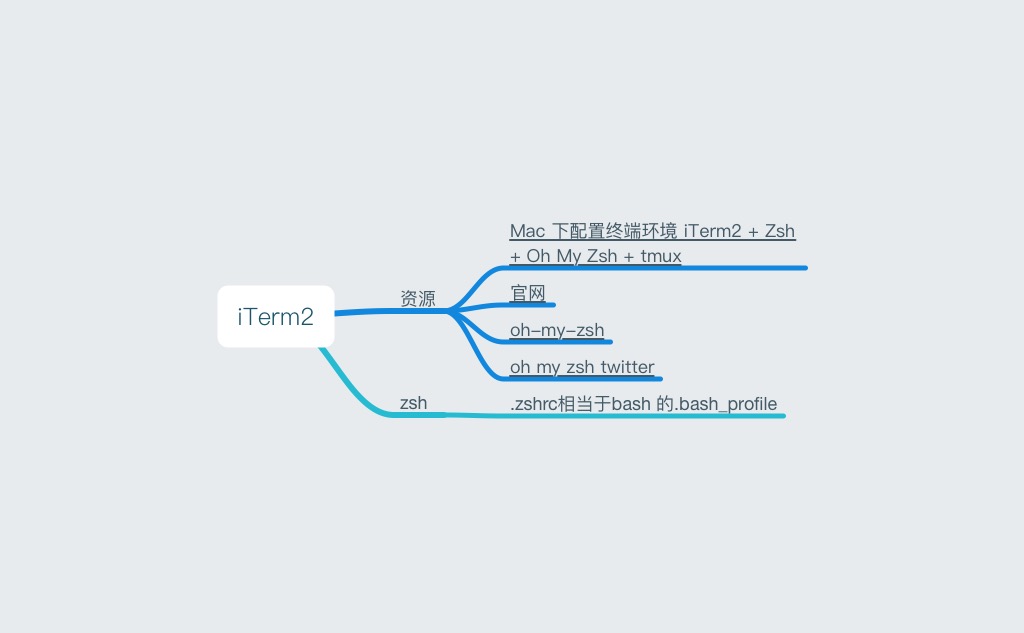 iTerm2
资源
Mac 下配置终端环境 iTerm2 + Zsh
+ Oh My Zsh + tmux
官网
oh-my-zsh
oh my zsh twitter
zsh
.zshrc相当于bash 的.bash_profile